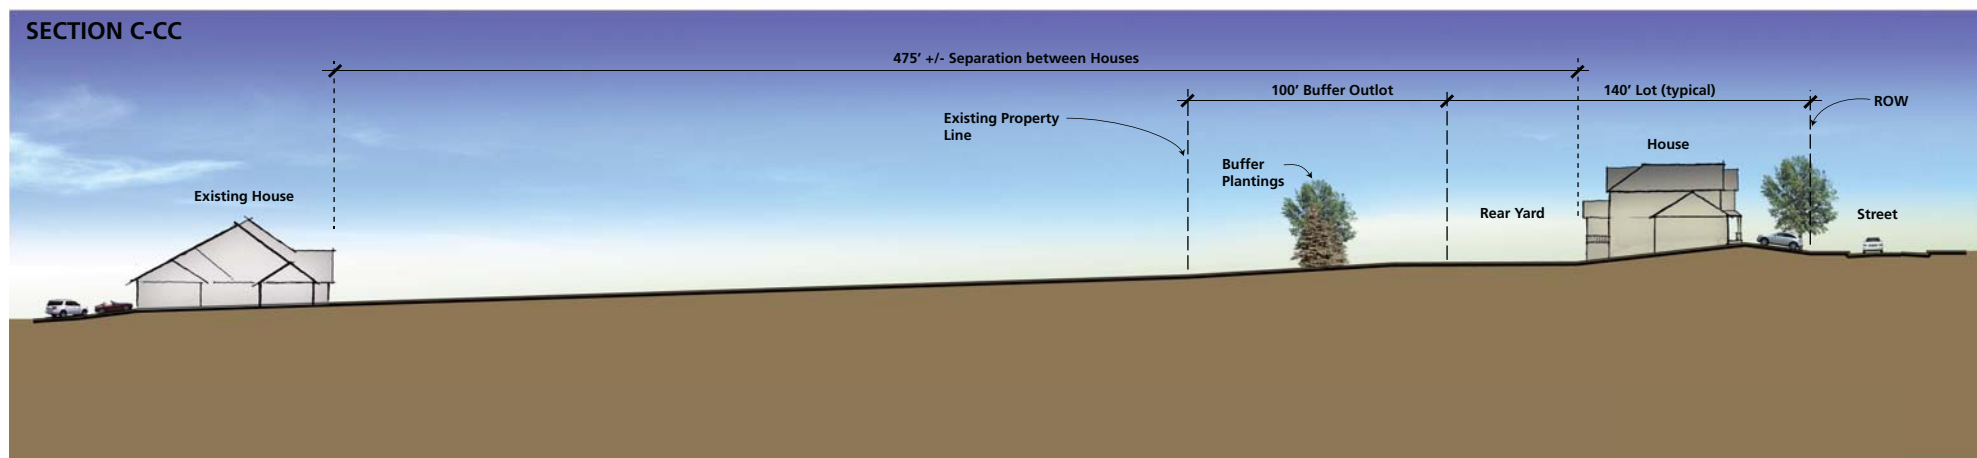 SECTION C-CC
475’ +/- Separation between Houses
100’ Buffer Outlot
140’ Lot (typical)
ROW
Existing Property
Line
House
Buffer
Plantings
Existing House
Rear Yard
Street